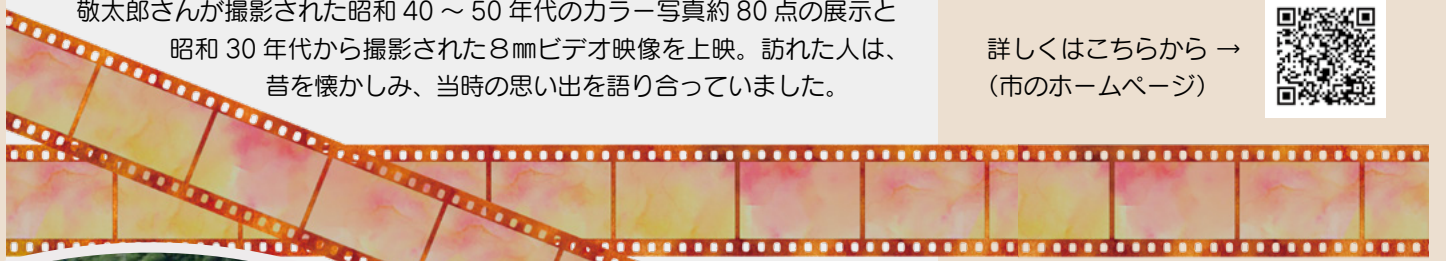 敬太郎さんが撮影された昭和 40 ～ 50 年代のカラー写真約 80 点の展示と
昭和 30 年代から撮影された８㎜ビデオ映像を上映。訪れた人は、
昔を懐かしみ、当時の思い出を語り合っていました。
詳しくはこちらから →
（市のホームページ）